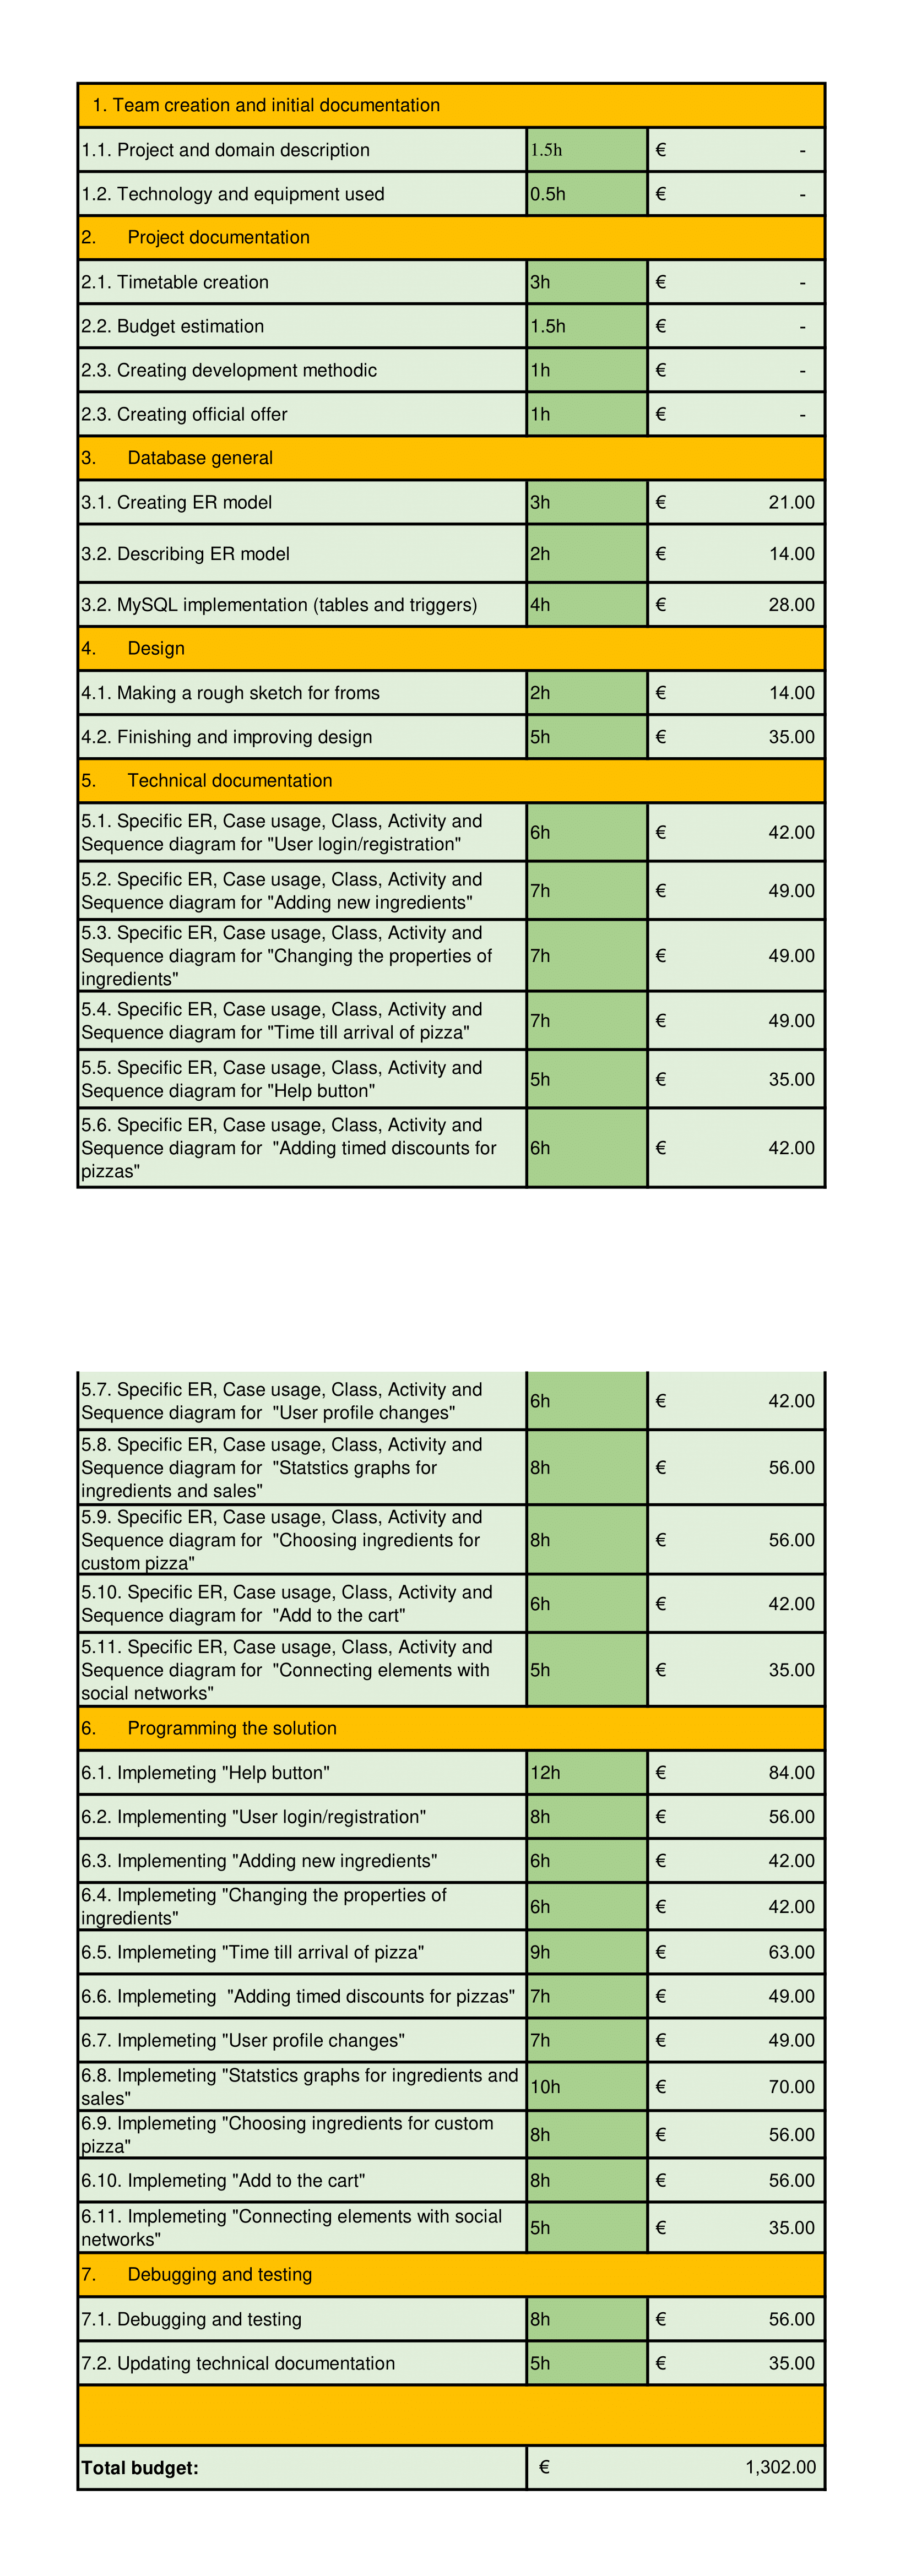 1. Team creation and initial documentation
1.1. Project and domain description 1.5h € -
1.2. Technology and equipment used 0.5h € -
2. Project documentation
2.1. Timetable creation 3h € -
2.2. Budget estimation 1.5h € -
2.3. Creating development methodic 1h € -
2.3. Creating official offer 1h € -
3. Database general
3.1. Creating ER model 3h € 21.00
3.2. Describing ER model 2h € 14.00
3.2. MySQL implementation (tables and triggers) 4h € 28.00
4. Design
4.1. Making a rough sketch for froms 2h € 14.00
4.2. Finishing and improving design 5h € 35.00
5. Technical documentation
5.1. Specific ER, Case usage, Class, Activity and
Sequence diagram for "User login/registration" 6h € 42.00
5.2. Specific ER, Case usage, Class, Activity and
Sequence diagram for "Adding new ingredients" 7h € 49.00
5.3. Specific ER, Case usage, Class, Activity and
Sequence diagram for "Changing the properties of 7h € 49.00
ingredients"
5.4. Specific ER, Case usage, Class, Activity and
Sequence diagram for "Time till arrival of pizza" 7h € 49.00
5.5. Specific ER, Case usage, Class, Activity and
Sequence diagram for "Help button" 5h € 35.00
5.6. Specific ER, Case usage, Class, Activity and
Sequence diagram for "Adding timed discounts for 6h € 42.00
pizzas"
5.7. Specific ER, Case usage, Class, Activity and
Sequence diagram for "User profile changes" 6h € 42.00
5.8. Specific ER, Case usage, Class, Activity and
Sequence diagram for "Statstics graphs for 8h € 56.00
ingredients and sales"
5.9. Specific ER, Case usage, Class, Activity and
Sequence diagram for "Choosing ingredients for 8h € 56.00
custom pizza"
5.10. Specific ER, Case usage, Class, Activity and
Sequence diagram for "Add to the cart" 6h € 42.00
5.11. Specific ER, Case usage, Class, Activity and
Sequence diagram for "Connecting elements with 5h € 35.00
social networks"
6. Programming the solution
6.1. Implemeting "Help button" 12h € 84.00
6.2. Implementing "User login/registration" 8h € 56.00
6.3. Implementing "Adding new ingredients" 6h € 42.00
6.4. Implemeting "Changing the properties of
ingredients" 6h € 42.00
6.5. Implemeting "Time till arrival of pizza" 9h € 63.00
6.6. Implemeting "Adding timed discounts for pizzas" 7h € 49.00
6.7. Implemeting "User profile changes" 7h € 49.00
6.8. Implemeting "Statstics graphs for ingredients and
sales" 10h € 70.00
6.9. Implemeting "Choosing ingredients for custom
pizza" 8h € 56.00
6.10. Implemeting "Add to the cart" 8h € 56.00
6.11. Implemeting "Connecting elements with social
networks" 5h € 35.00
7. Debugging and testing
7.1. Debugging and testing 8h € 56.00
7.2. Updating technical documentation 5h € 35.00
Total budget: € 1,302.00